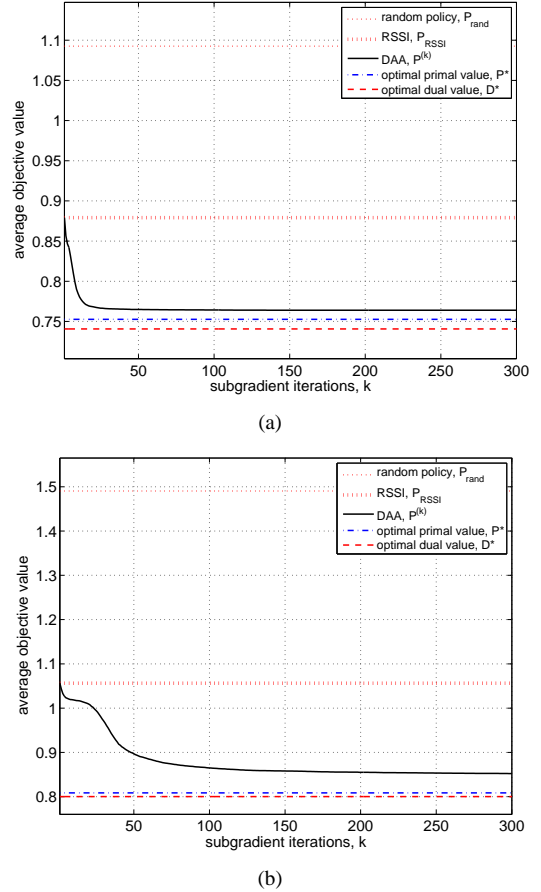 random policy, P_rand
RSSI, P_RSSI
DAA, P^(k)
optimal primal value, P*
optimal dual value, D*
1.1
1.05
1
0.95
0.9
0.85
0.8
0.75
average objective value
50 100 150 200 250 300
subgradient iterations, k
(a)
random policy, P_rand
RSSI, P_RSSI
DAA, P^(k)
optimal primal value, P*
optimal dual value, D*
1.5
1.4
1.3
1.2
1.1
1
0.9
0.8
average objective value
50 100 150 200 250 300
subgradient iterations, k
(b)